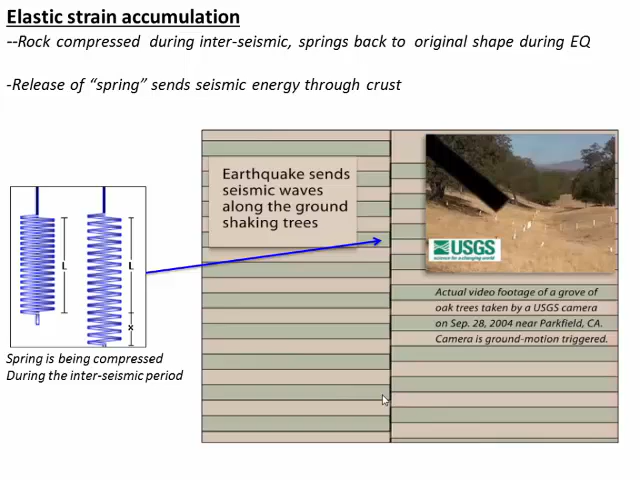 Elastic strain accumulation
--Rock compressed during inter-seismic, springs back to original shape during EQ
-Release of “spring” sends seismic energy through crust
Earthquake sends
seismic waves
along the ground
shaking trees
USGS
science for a changing world
Actual video footage of a grove of
oak trees taken by a USGS camera
on Sep. 28, 2004 near Parkfield, CA.
Camera is ground-motion triggered.
L
L
x
Spring is being compressed
During the inter-seismic period